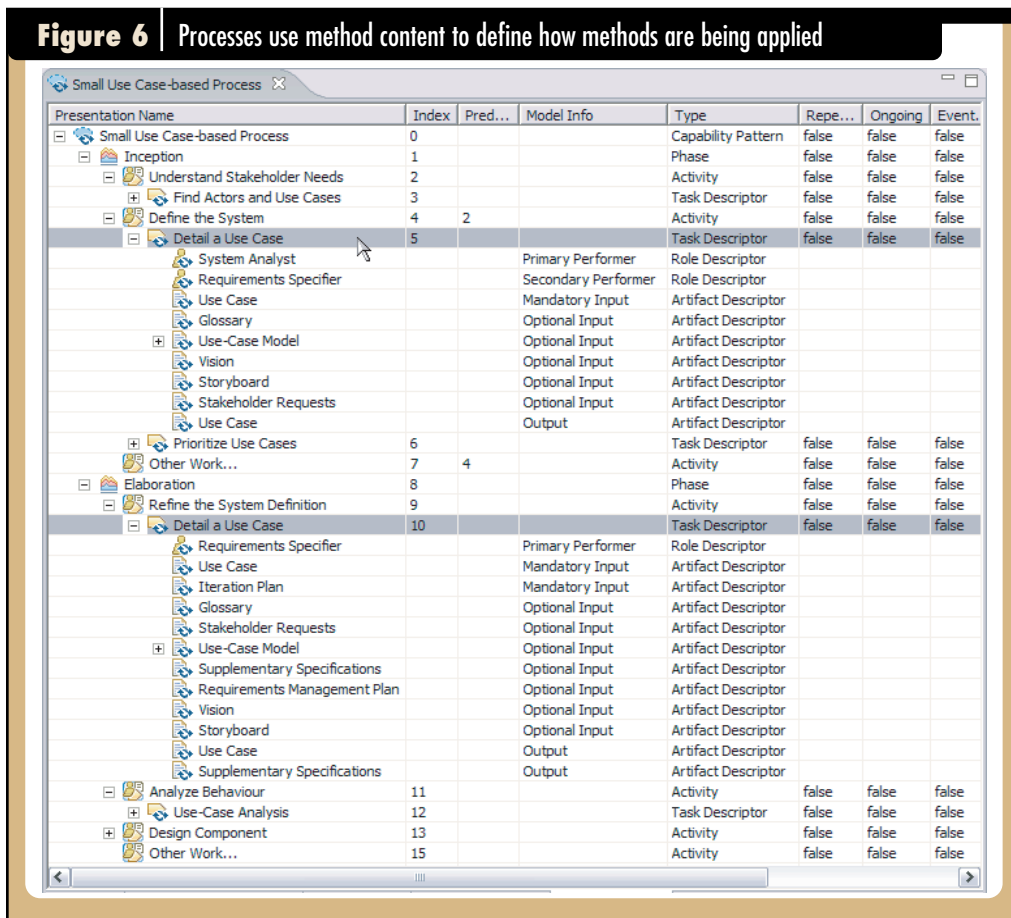 Figure 6 Processes use method content to define how methods are being applied
Small Use Case-based Process
Presentation Name Index Pred... Model Info Type Repe... Ongoing Event.
Small Use Case-based Process 0 Capability Pattern false false false
Inception 1 Phase false false false
Understand Stakeholder Needs 2 Activity false false false
Find Actors and Use Cases 3 Task Descriptor false false false
Define the System 4 2 Activity false false false
Detail a Use Case 5 Task Descriptor false false false
System Analyst Primary Performer Role Descriptor
Requirements Specifier Secondary Performer Role Descriptor
Use Case Mandatory Input Artifact Descriptor
Glossary Optional Input Artifact Descriptor
Use-Case Model Optional Input Artifact Descriptor
Vision Optional Input Artifact Descriptor
Storyboard Optional Input Artifact Descriptor
Stakeholder Requests Optional Input Artifact Descriptor
Use Case Output Artifact Descriptor
Prioritize Use Cases 6 Task Descriptor false false false
Other Work... 7 4 Activity false false false
Elaboration 8 Phase false false false
Refine the System Definition 9 Activity false false false
Detail a Use Case 10 Task Descriptor false false false
Requirements Specifier Primary Performer Role Descriptor
Use Case Mandatory Input Artifact Descriptor
Iteration Plan Mandatory Input Artifact Descriptor
Glossary Optional Input Artifact Descriptor
Stakeholder Requests Optional Input Artifact Descriptor
Use-Case Model Optional Input Artifact Descriptor
Supplementary Specifications Optional Input Artifact Descriptor
Requirements Management Plan Optional Input Artifact Descriptor
Vision Optional Input Artifact Descriptor
Storyboard Optional Input Artifact Descriptor
Use Case Output Artifact Descriptor
Supplementary Specifications Output Artifact Descriptor
Analyze Behaviour 11 Activity false false false
Use-Case Analysis 12 Task Descriptor false false false
Design Component 13 Activity false false false
Other Work... 15 Activity false false false